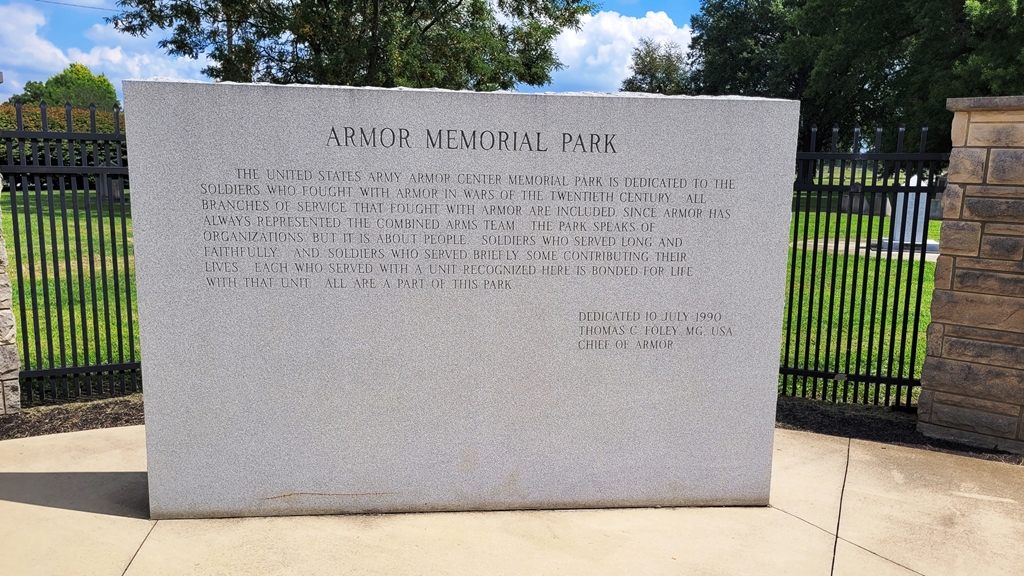 ARMOR MEMORIAL PARK
THE UNITED STATES ARMY ARMOR CENTER MEMORIAL PARK IS DEDICATED TO THE
SOLDIERS WHO FOUGHT WITH ARMOR IN WARS OF THE TWENTIETH CENTURY. ALL
BRANCHES OF SERVICE THAT FOUGHT WITH ARMOR ARE INCLUDED, SINCE ARMOR HAS
ALWAYS REPRESENTED THE COMBINED ARMS TEAM. THE PARK SPEAKS OF
ORGANIZATIONS, BUT IT IS ABOUT PEOPLE. SOLDIERS WHO SERVED LONG AND
FAITHFULLY, AND SOLDIERS WHO SERVED BRIEFLY, SOME CONTRIBUTING THEIR
LIVES. EACH WHO SERVED WITH A UNIT RECOGNIZED HERE IS BONDED FOR LIFE
WITH THAT UNIT. ALL ARE A PART OF THIS PARK.
DEDICATED 10 JULY 1990
THOMAS C. FOLEY, MG, USA
CHIEF OF ARMOR